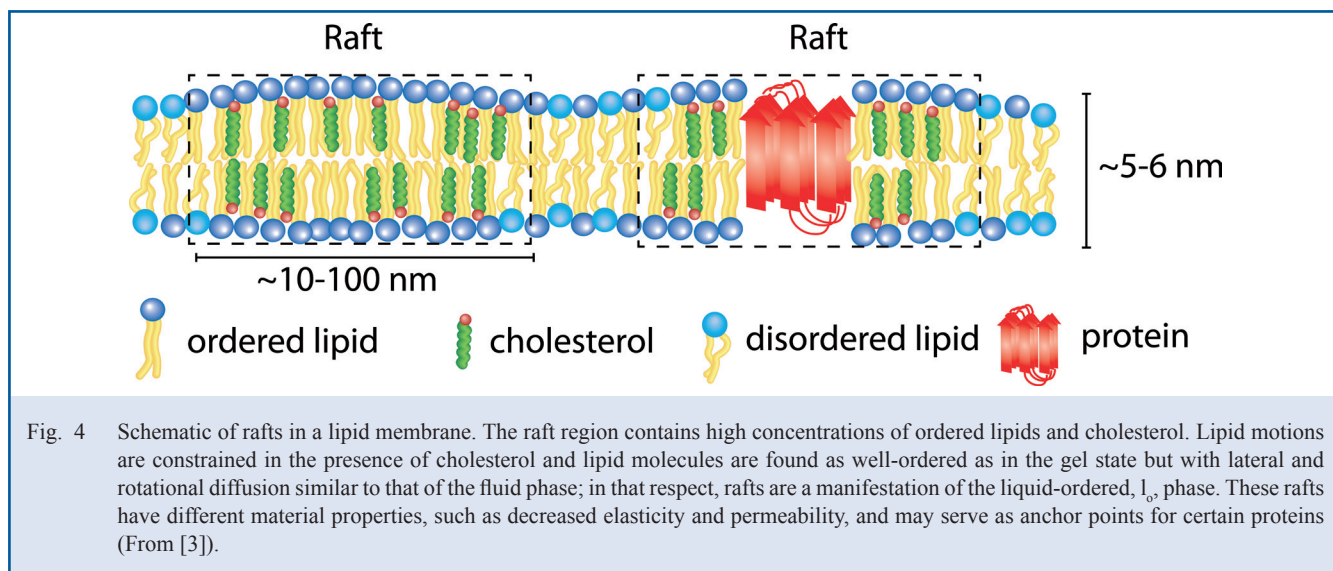 Raft
Raft
~5-6 nm
~10-100 nm
ordered lipid
cholesterol
disordered lipid
protein
Fig. 4 Schematic of rafts in a lipid membrane. The raft region contains high concentrations of ordered lipids and cholesterol. Lipid motions
are constrained in the presence of cholesterol and lipid molecules are found as well-ordered as in the gel state but with lateral and
rotational diffusion similar to that of the fluid phase; in that respect, rafts are a manifestation of the liquid-ordered, lₒ, phase. These rafts
have different material properties, such as decreased elasticity and permeability, and may serve as anchor points for certain proteins
(From [3]).